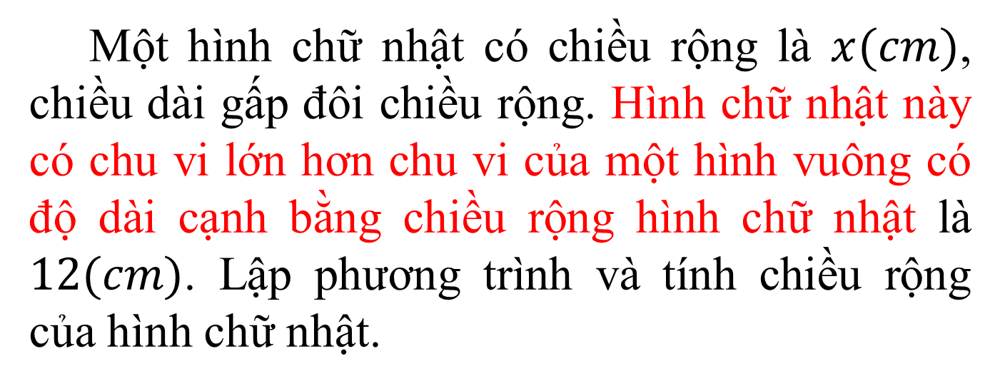 Một hình chữ nhật có chiều rộng là x(cm),
chiều dài gấp đôi chiều rộng. Hình chữ nhật này
có chu vi lớn hơn chu vi của một hình vuông có
độ dài cạnh bằng chiều rộng hình chữ nhật là
12(cm). Lập phương trình và tính chiều rộng
của hình chữ nhật.